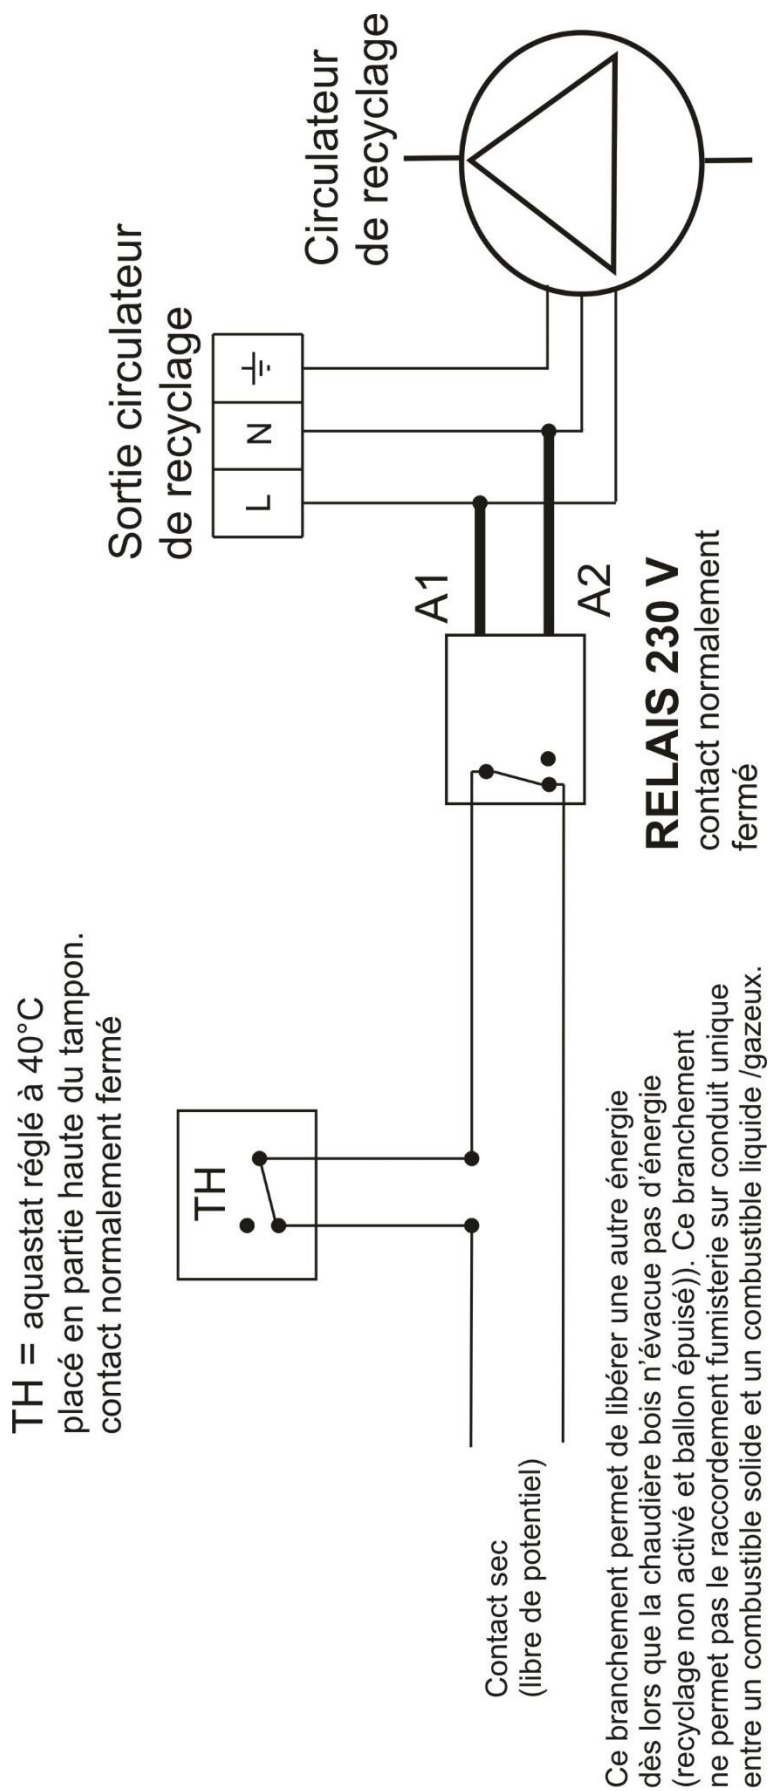 TH = aquastat réglé à 40°C
placé en partie haute du tampon.
contact normalement fermé
TH
Sortie circulateur
de recyclage
L N
Circulateur
de recyclage
A1
A2
RELAIS 230 V
contact normalement
fermé
Contact sec
(libre de potentiel)
Ce branchement permet de libérer une autre énergie
dès lors que la chaudière bois n'évacue pas d'énergie
(recyclage non activé et ballon épuisé)). Ce branchement
ne permet pas le raccordement fumisterie sur conduit unique
entre un combustible solide et un combustible liquide /gazeux.